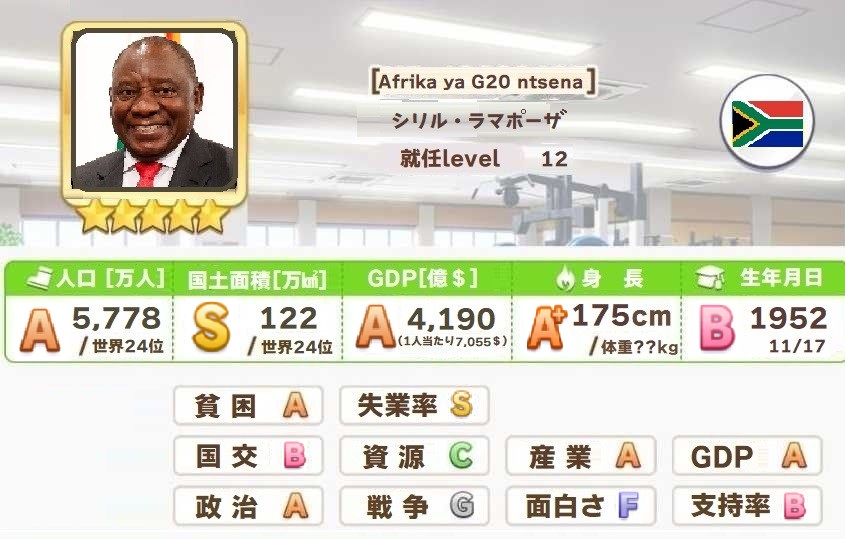 [Afrika ya G20 ntsena]
シリル・ラマポーザ
就任level 12
人口 [万人] 国土面積[万㎢] GDP[億$] 身 長 生年月日
A 5,778 S 122 A 4,190 A+ 175cm B 1952
/世界24位 /世界24位 (1人当たり7,055$) /体重??kg 11/17
貧困 A 失業率 S
国交 B 資源 C 産業 A GDP A
政治 A 戦争 G 面白さ F 支持率 B